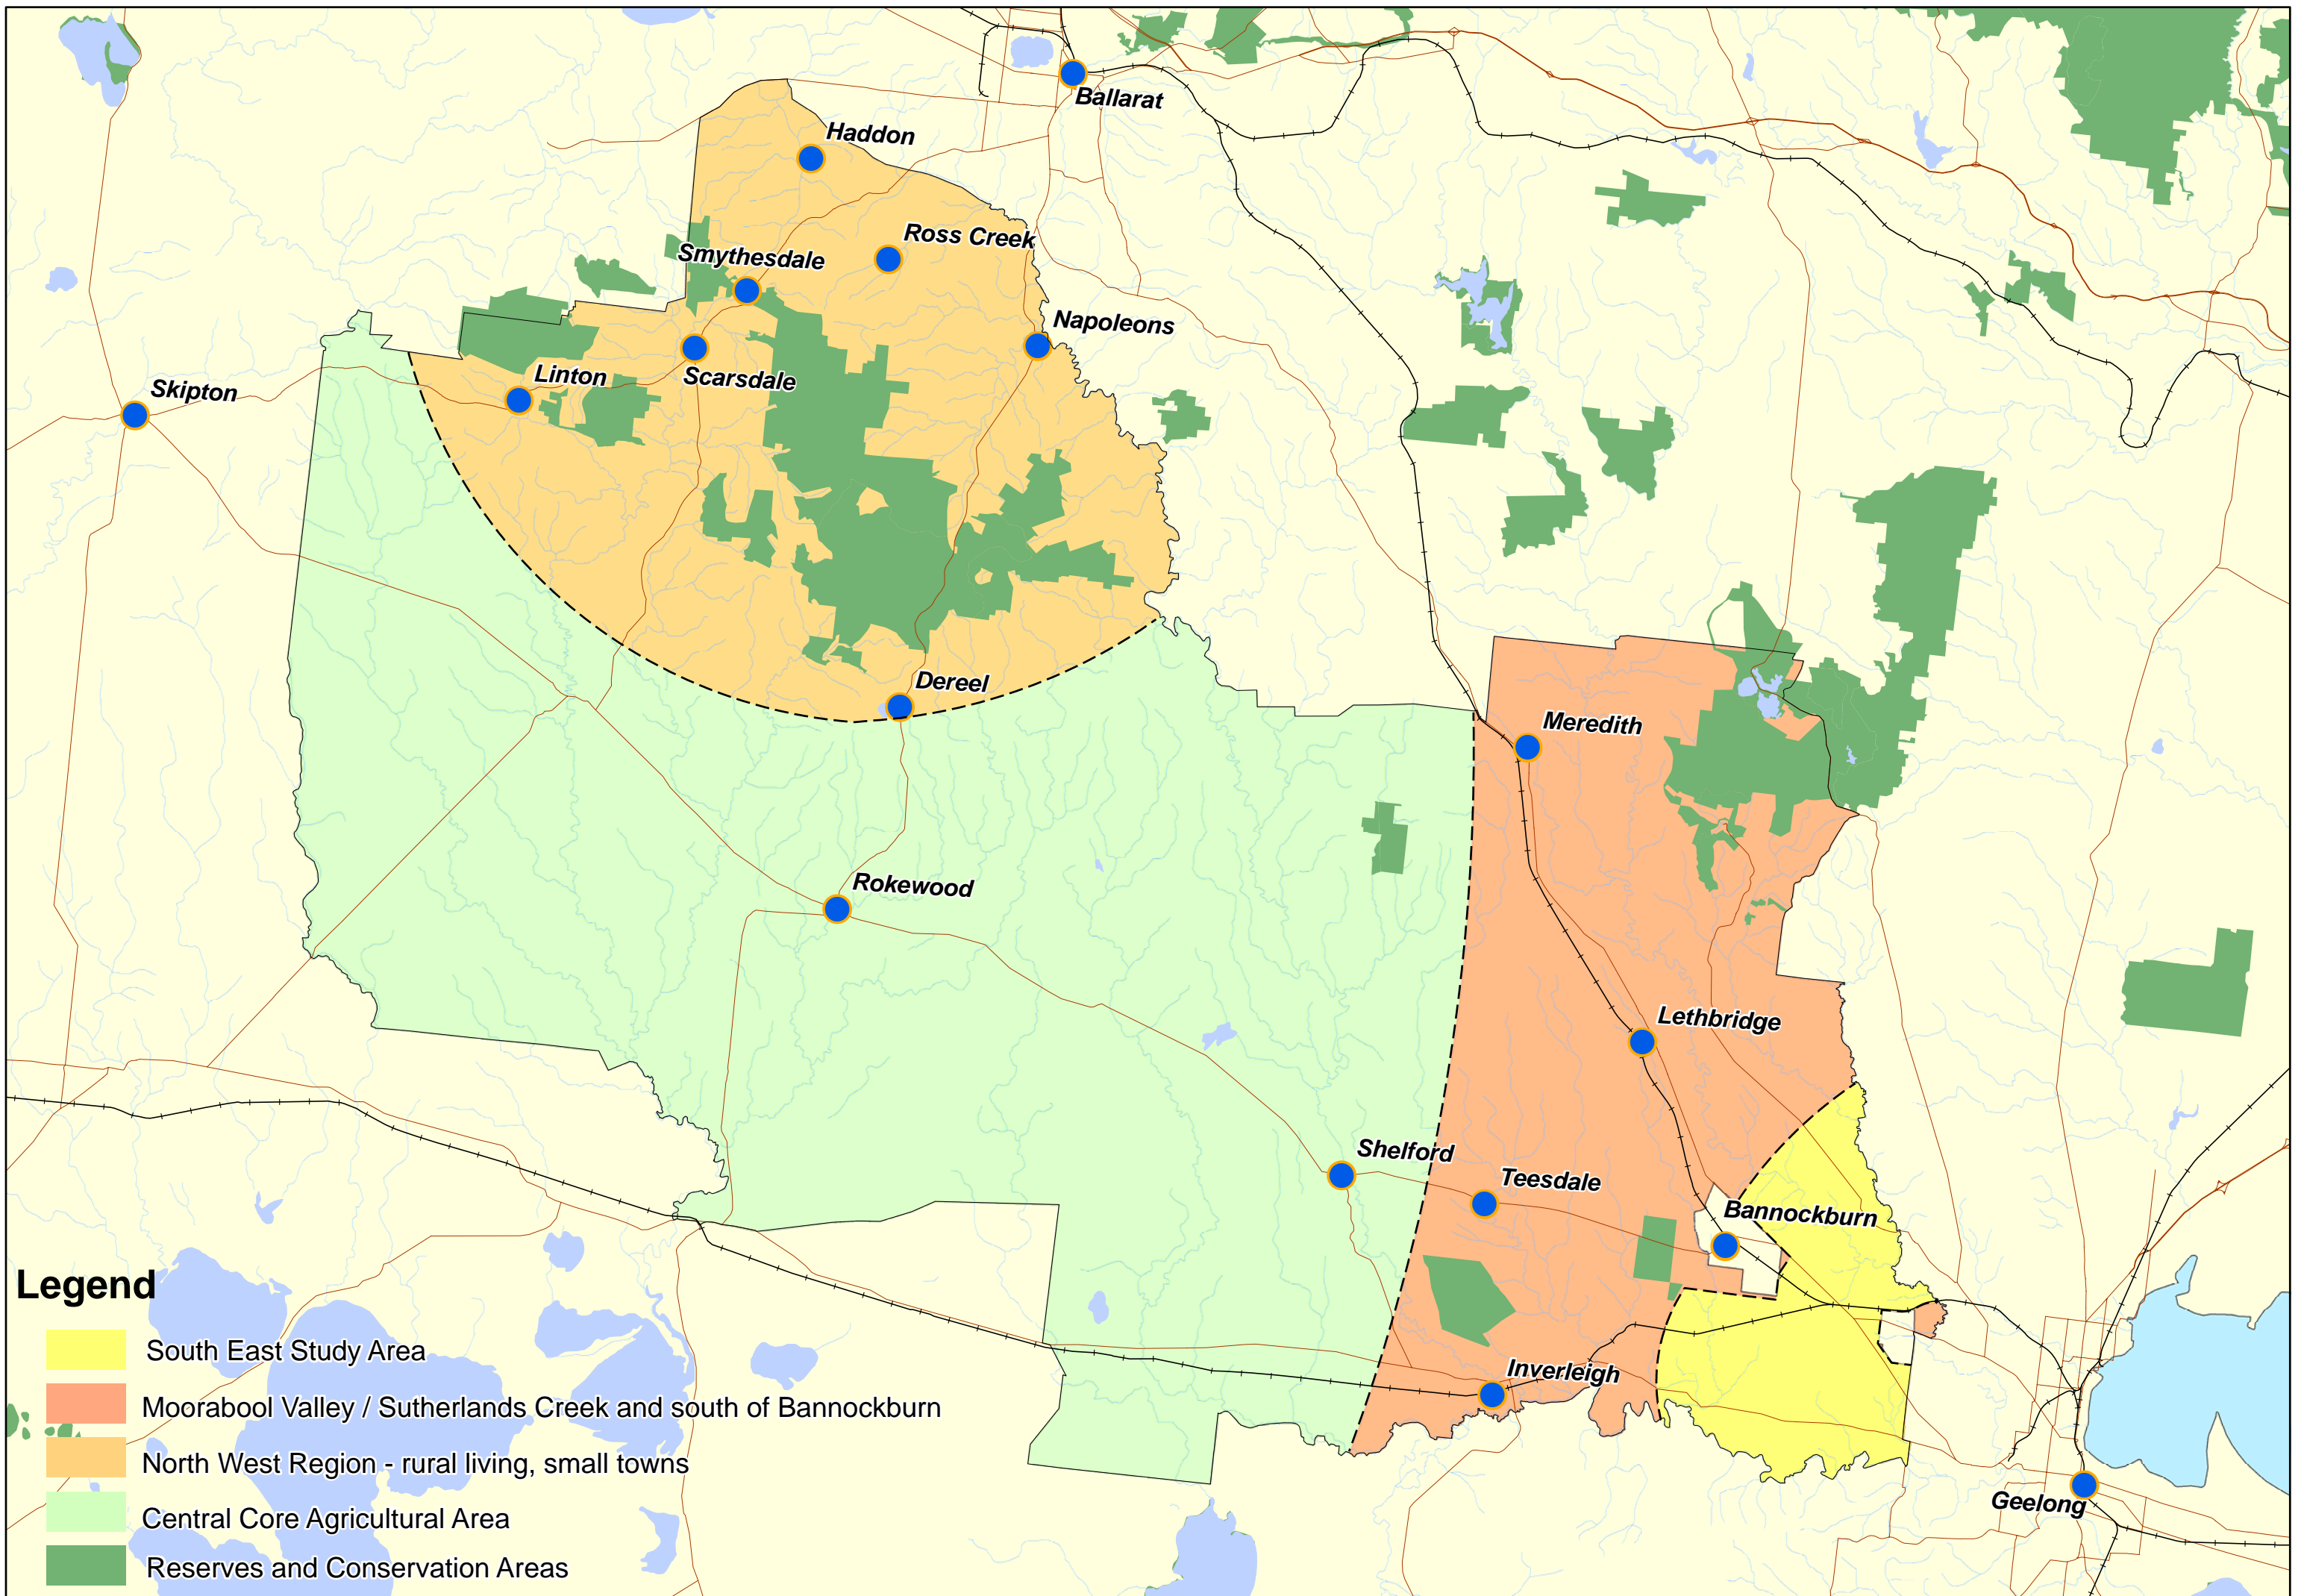 Ballarat
Haddon
Ross Creek
Smythesdale
Napoleons
Linton
Scarsdale
Skipton
Dereel
Meredith
Rokewood
Lethbridge
Shelford
Teesdale
Bannockburn
Inverleigh
Geelong
Legend
South East Study Area
Moorabool Valley / Sutherlands Creek and south of Bannockburn
North West Region - rural living, small towns
Central Core Agricultural Area
Reserves and Conservation Areas